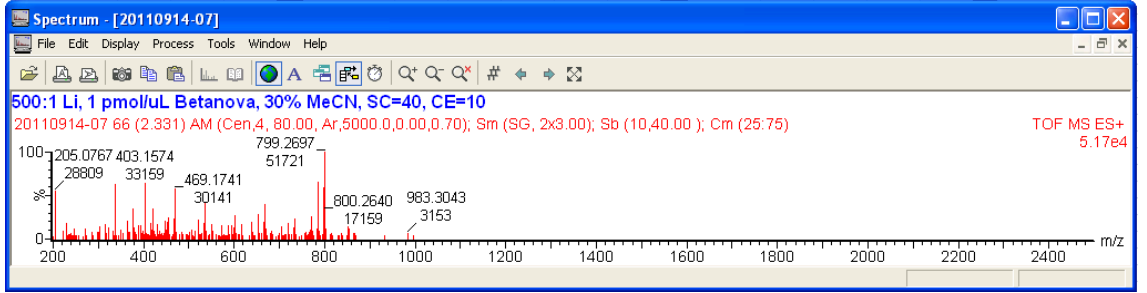 Spectrum - [20110914-07]
File Edit Display Process Tools Window Help
500:1 Li, 1 pmol/uL Betanova, 30% MeCN, SC=40, CE=10
20110914-07 66 (2.331) AM (Cen,4, 80.00, Ar,5000.0,0.00,0.70); Sm (SG, 2x3.00); Sb (10,40.00 ); Cm (25:75)
TOF MS ES+
5.17e4
100
%
0
205.0767
28809
403.1574
33159
469.1741
30141
799.2697
51721
800.2640
17159
983.3043
3153
200 400 600 800 1000 1200 1400 1600 1800 2000 2200 2400
m/z